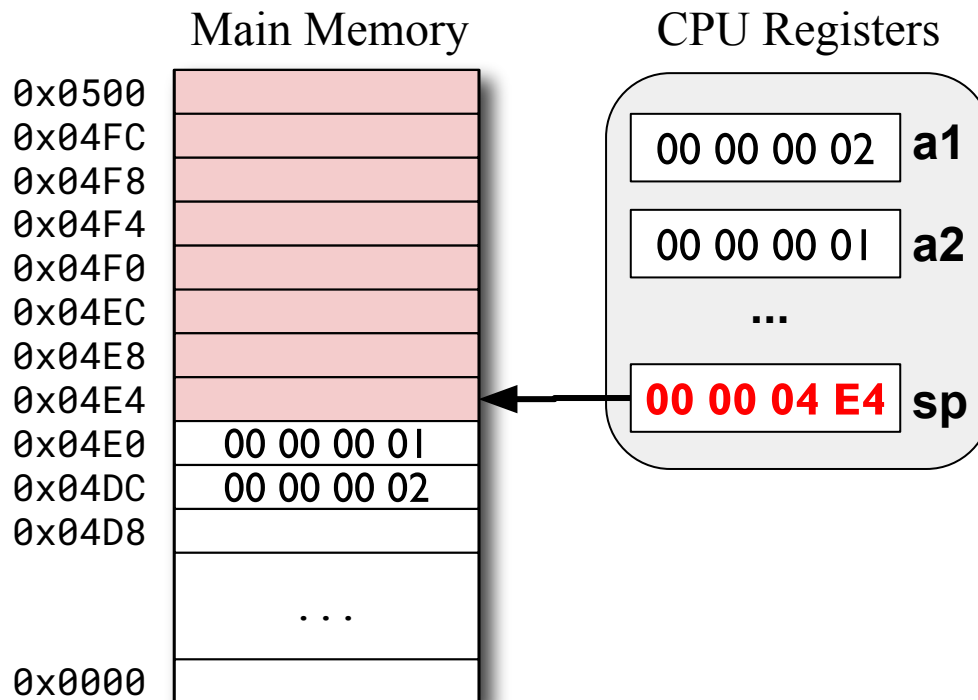 Main Memory
CPU Registers
0x0500
0x04FC
0x04F8
0x04F4
0x04F0
0x04EC
0x04E8
0x04E4
0x04E0 00 00 00 01
0x04DC 00 00 00 02
0x04D8
...
0x0000
00 00 00 02 a1
00 00 00 01 a2
...
00 00 04 E4 sp